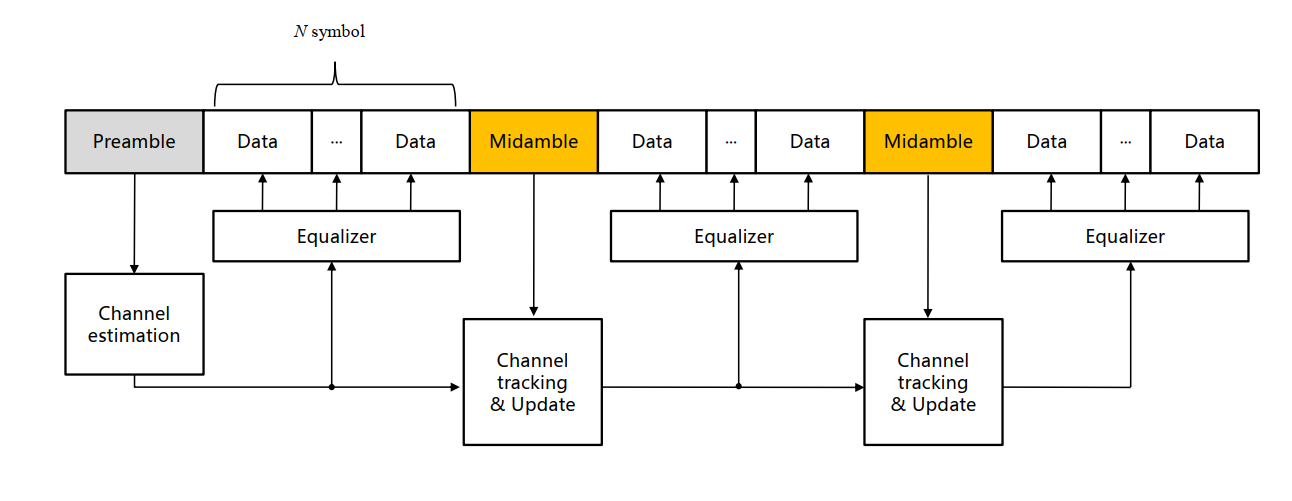 N symbol
Preamble
Data
...
Data
Midamble
Data
...
Data
Midamble
Data
...
Data
Equalizer
Equalizer
Equalizer
Channel
estimation
Channel
tracking
& Update
Channel
tracking
& Update